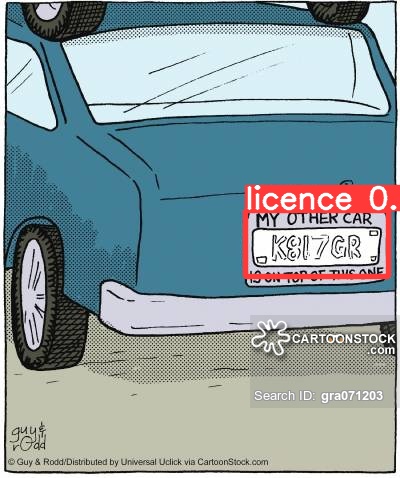 licence 0.
MY OTHER CAR
K817GR
IS ON TOP OF THIS ONE
CARTOONSTOCK
.com
Search ID: gra071203
guy &
rodd
© Guy & Rodd/Distributed by Universal Uclick via CartoonStock.com